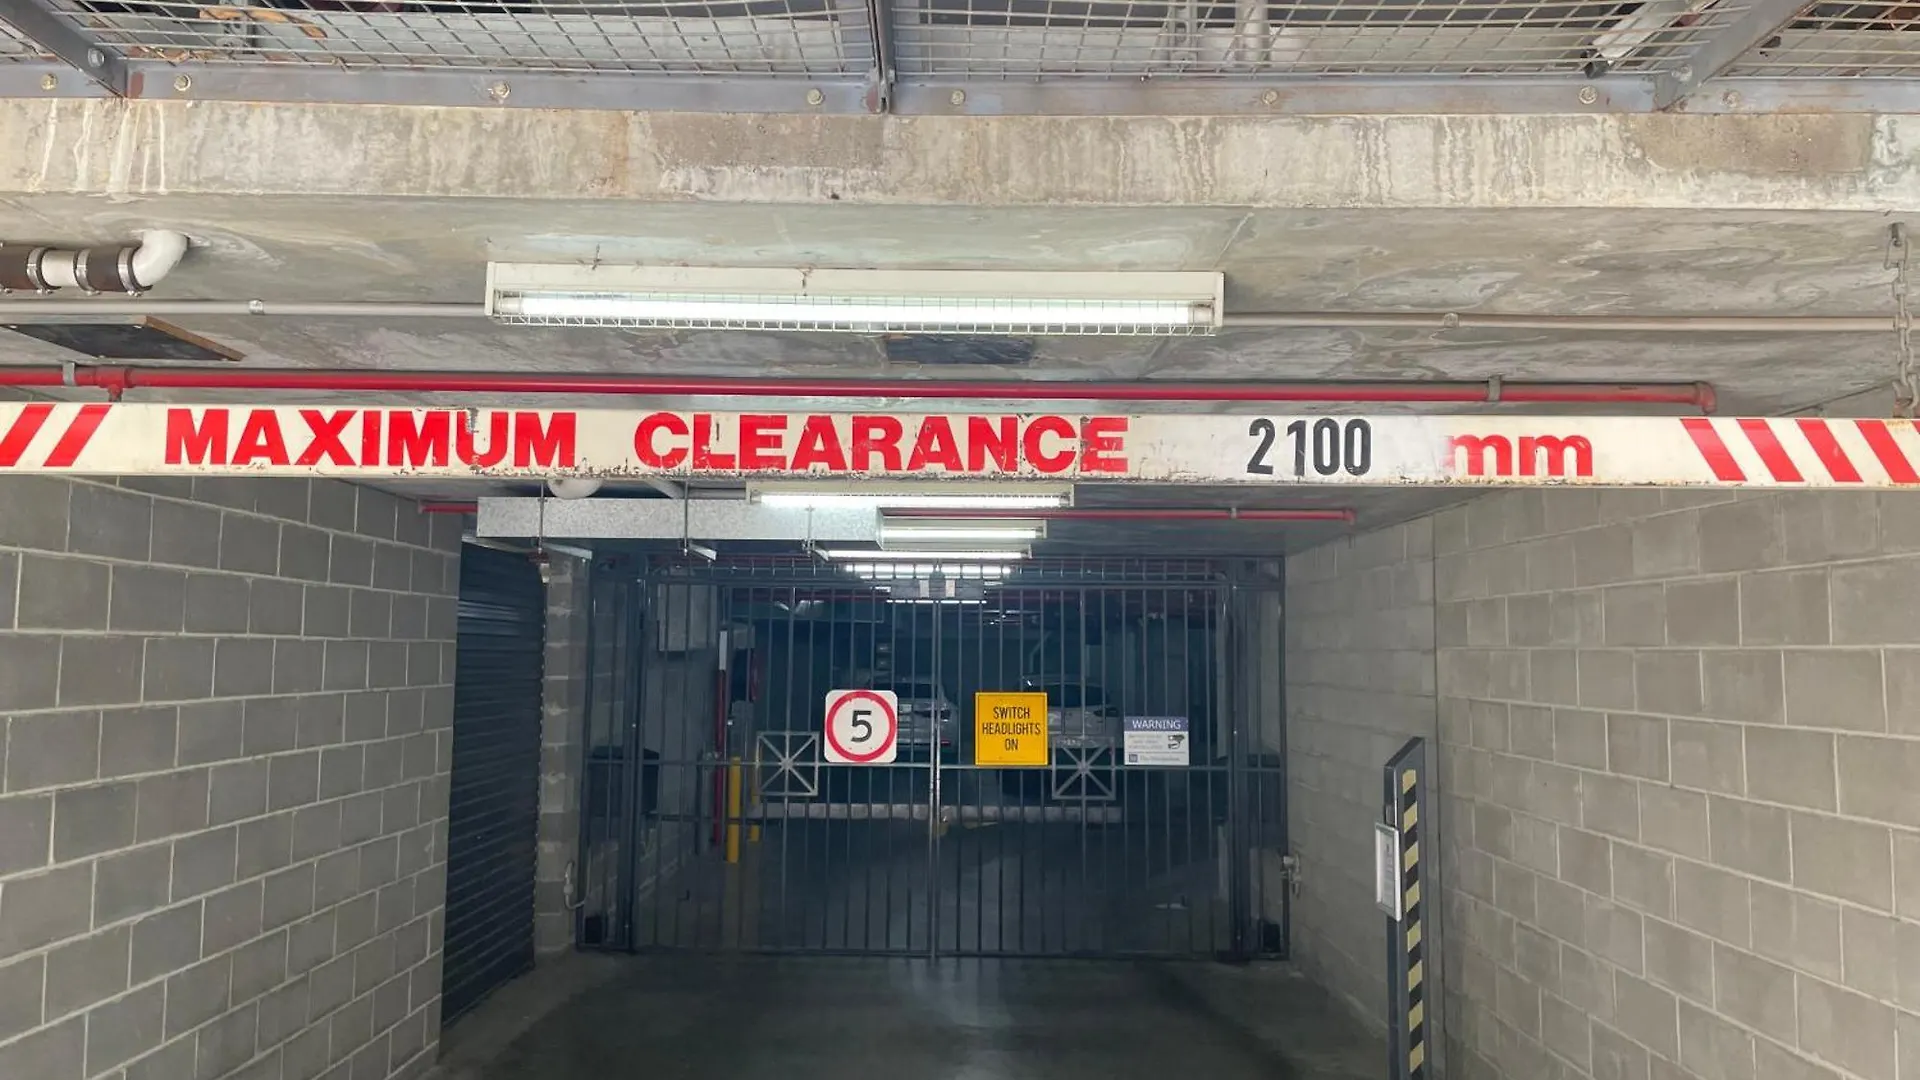 MAXIMUM CLEARANCE 2100 mm
5
SWITCH
HEADLIGHTS
ON
WARNING